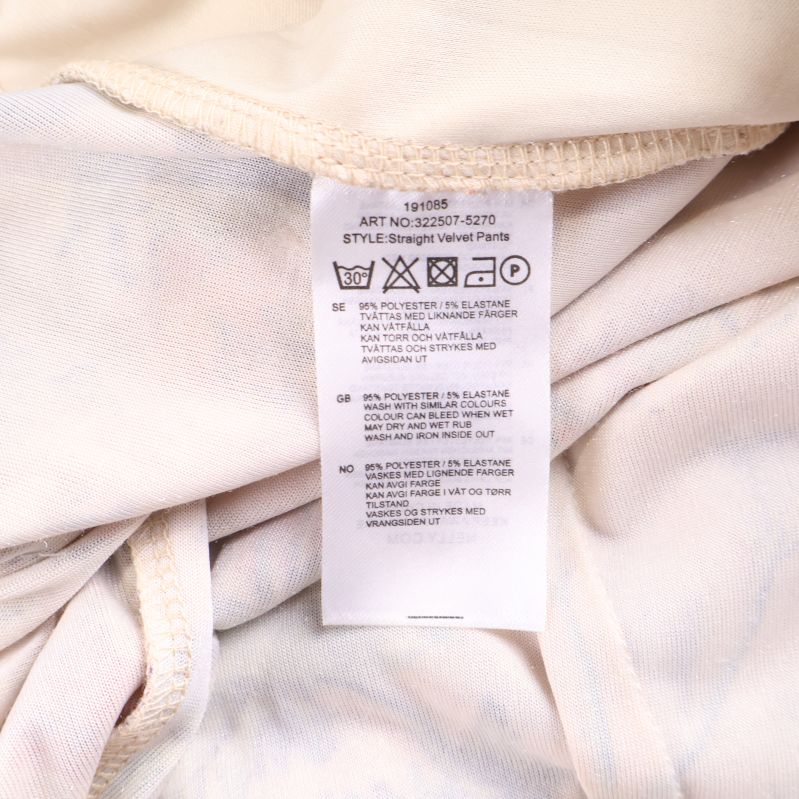 191085
ART NO:322507-5270
STYLE:Straight Velvet Pants
30°
P
SE 95% POLYESTER / 5% ELASTANE
TVÄTTAS MED LIKNANDE FÄRGER
KAN VÅTFÄLLA
KAN TORR OCH VÅTFÄLLA
TVÄTTAS OCH STRYKES MED
AVIGSIDAN UT
GB 95% POLYESTER / 5% ELASTANE
WASH WITH SIMILAR COLOURS
COLOUR CAN BLEED WHEN WET
MAY DRY AND WET RUB
WASH AND IRON INSIDE OUT
NO 95% POLYESTER / 5% ELASTANE
VASKES MED LIGNENDE FARGER
KAN AVGI FARGE
KAN AVGI FARGE I VÅT OG TØRR
TILSTAND
VASKES OG STRYKES MED
VRANGSIDEN UT